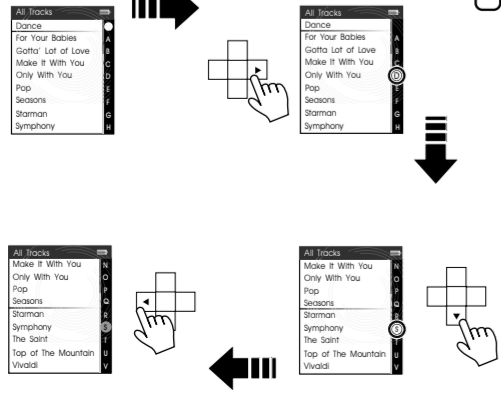 All Tracks
Dance
For Your Babies A
Gotta' Lot of Love B
Make It With You C
Only With You D
Pop E
Seasons F
Starman G
Symphony H
All Tracks
Dance
For Your Babies A
Gotta Lot of Love B
Make It With You C
Only With You D
Pop E
Seasons F
Starman G
Symphony H
All Tracks
Make It With You N
Only With You O
Pop P
Seasons Q
Starman R
Symphony S
The Saint T
Top of The Mountain U
Vivaldi V
All Tracks
Make It With You N
Only With You O
Pop P
Seasons Q
Starman R
Symphony S
The Saint T
Top of The Mountain U
Vivaldi V